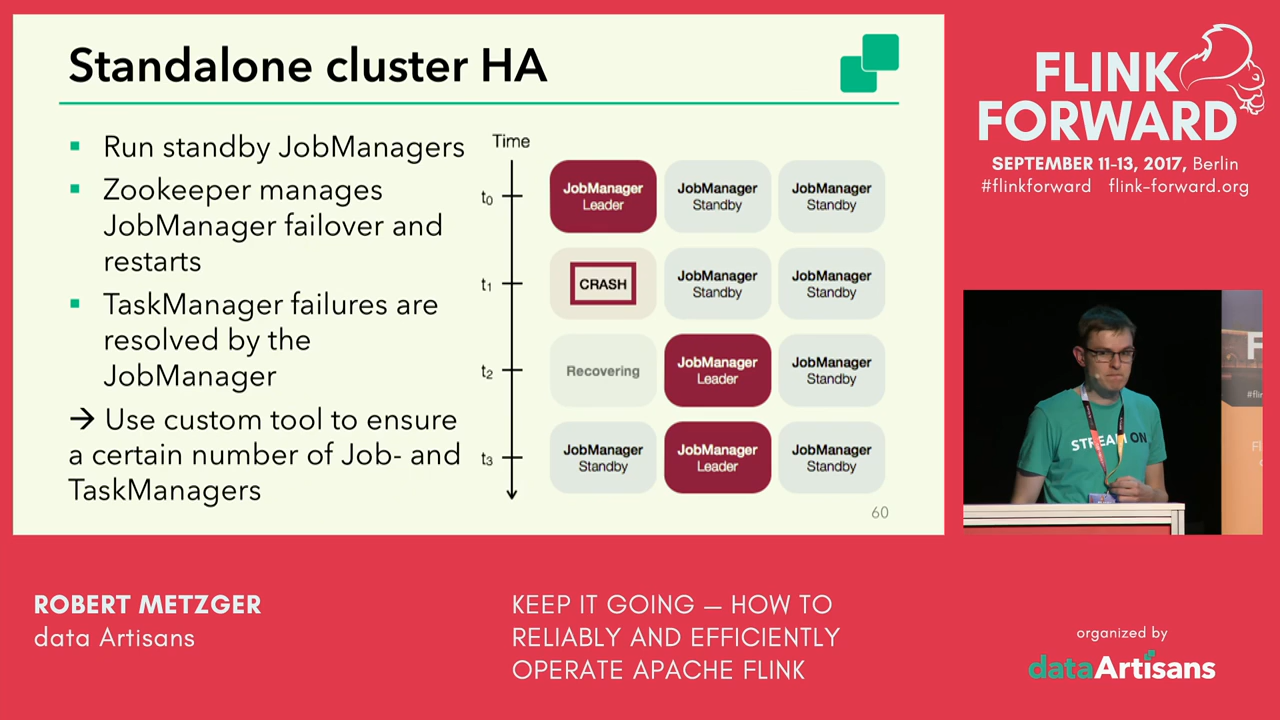 Standalone cluster HA
Run standby JobManagers
Zookeeper manages
JobManager failover and
restarts
TaskManager failures are
resolved by the
JobManager
→ Use custom tool to ensure
a certain number of Job- and
TaskManagers
Time
t0
JobManager
Leader
JobManager
Standby
JobManager
Standby
t1
CRASH
JobManager
Standby
JobManager
Standby
t2
Recovering
JobManager
Leader
JobManager
Standby
t3
JobManager
Standby
JobManager
Leader
JobManager
Standby
60
FLINK
FORWARD
SEPTEMBER 11-13, 2017, Berlin
#flinkforward flink-forward.org
STREAM ON
ROBERT METZGER
data Artisans
KEEP IT GOING — HOW TO
RELIABLY AND EFFICIENTLY
OPERATE APACHE FLINK
organized by
dataArtisans